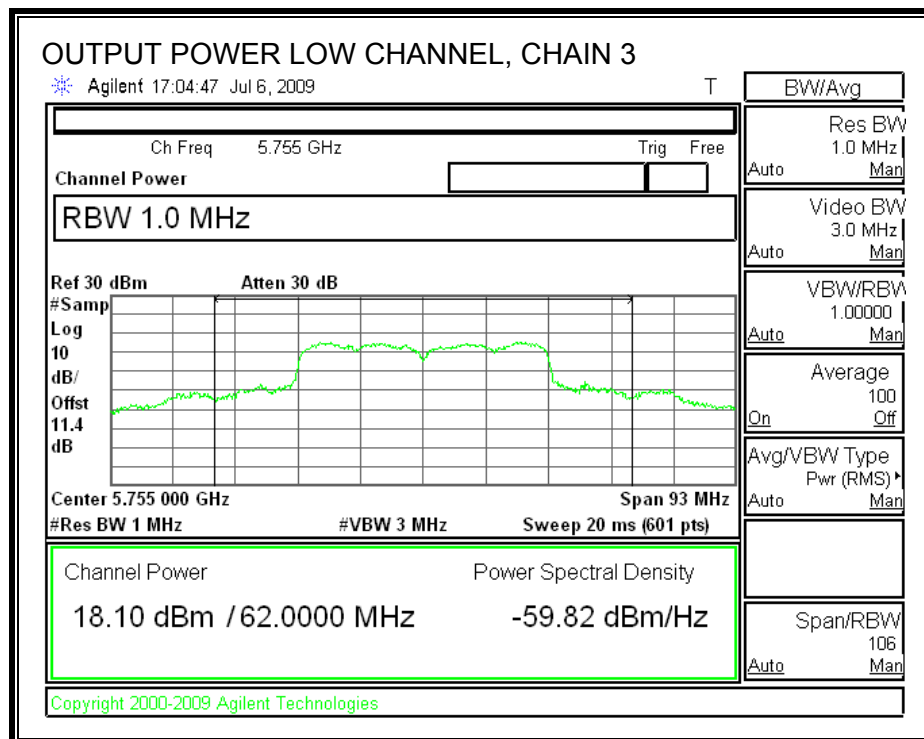 OUTPUT POWER LOW CHANNEL, CHAIN 3
Agilent 17:04:47 Jul 6, 2009 T
Ch Freq 5.755 GHz Trig Free
Channel Power
RBW 1.0 MHz
Ref 30 dBm Atten 30 dB
#Samp
Log
10
dB/
Offst
11.4
dB
Center 5.755 000 GHz Span 93 MHz
#Res BW 1 MHz #VBW 3 MHz Sweep 20 ms (601 pts)
Channel Power Power Spectral Density
18.10 dBm / 62.0000 MHz -59.82 dBm/Hz
Copyright 2000-2009 Agilent Technologies
BW/Avg
Res BW
1.0 MHz
Auto Man
Video BW
3.0 MHz
Auto Man
VBW/RBW
1.00000
Auto Man
Average
100
On Off
Avg/VBW Type
Pwr (RMS)
Auto Man
Span/RBW
106
Auto Man